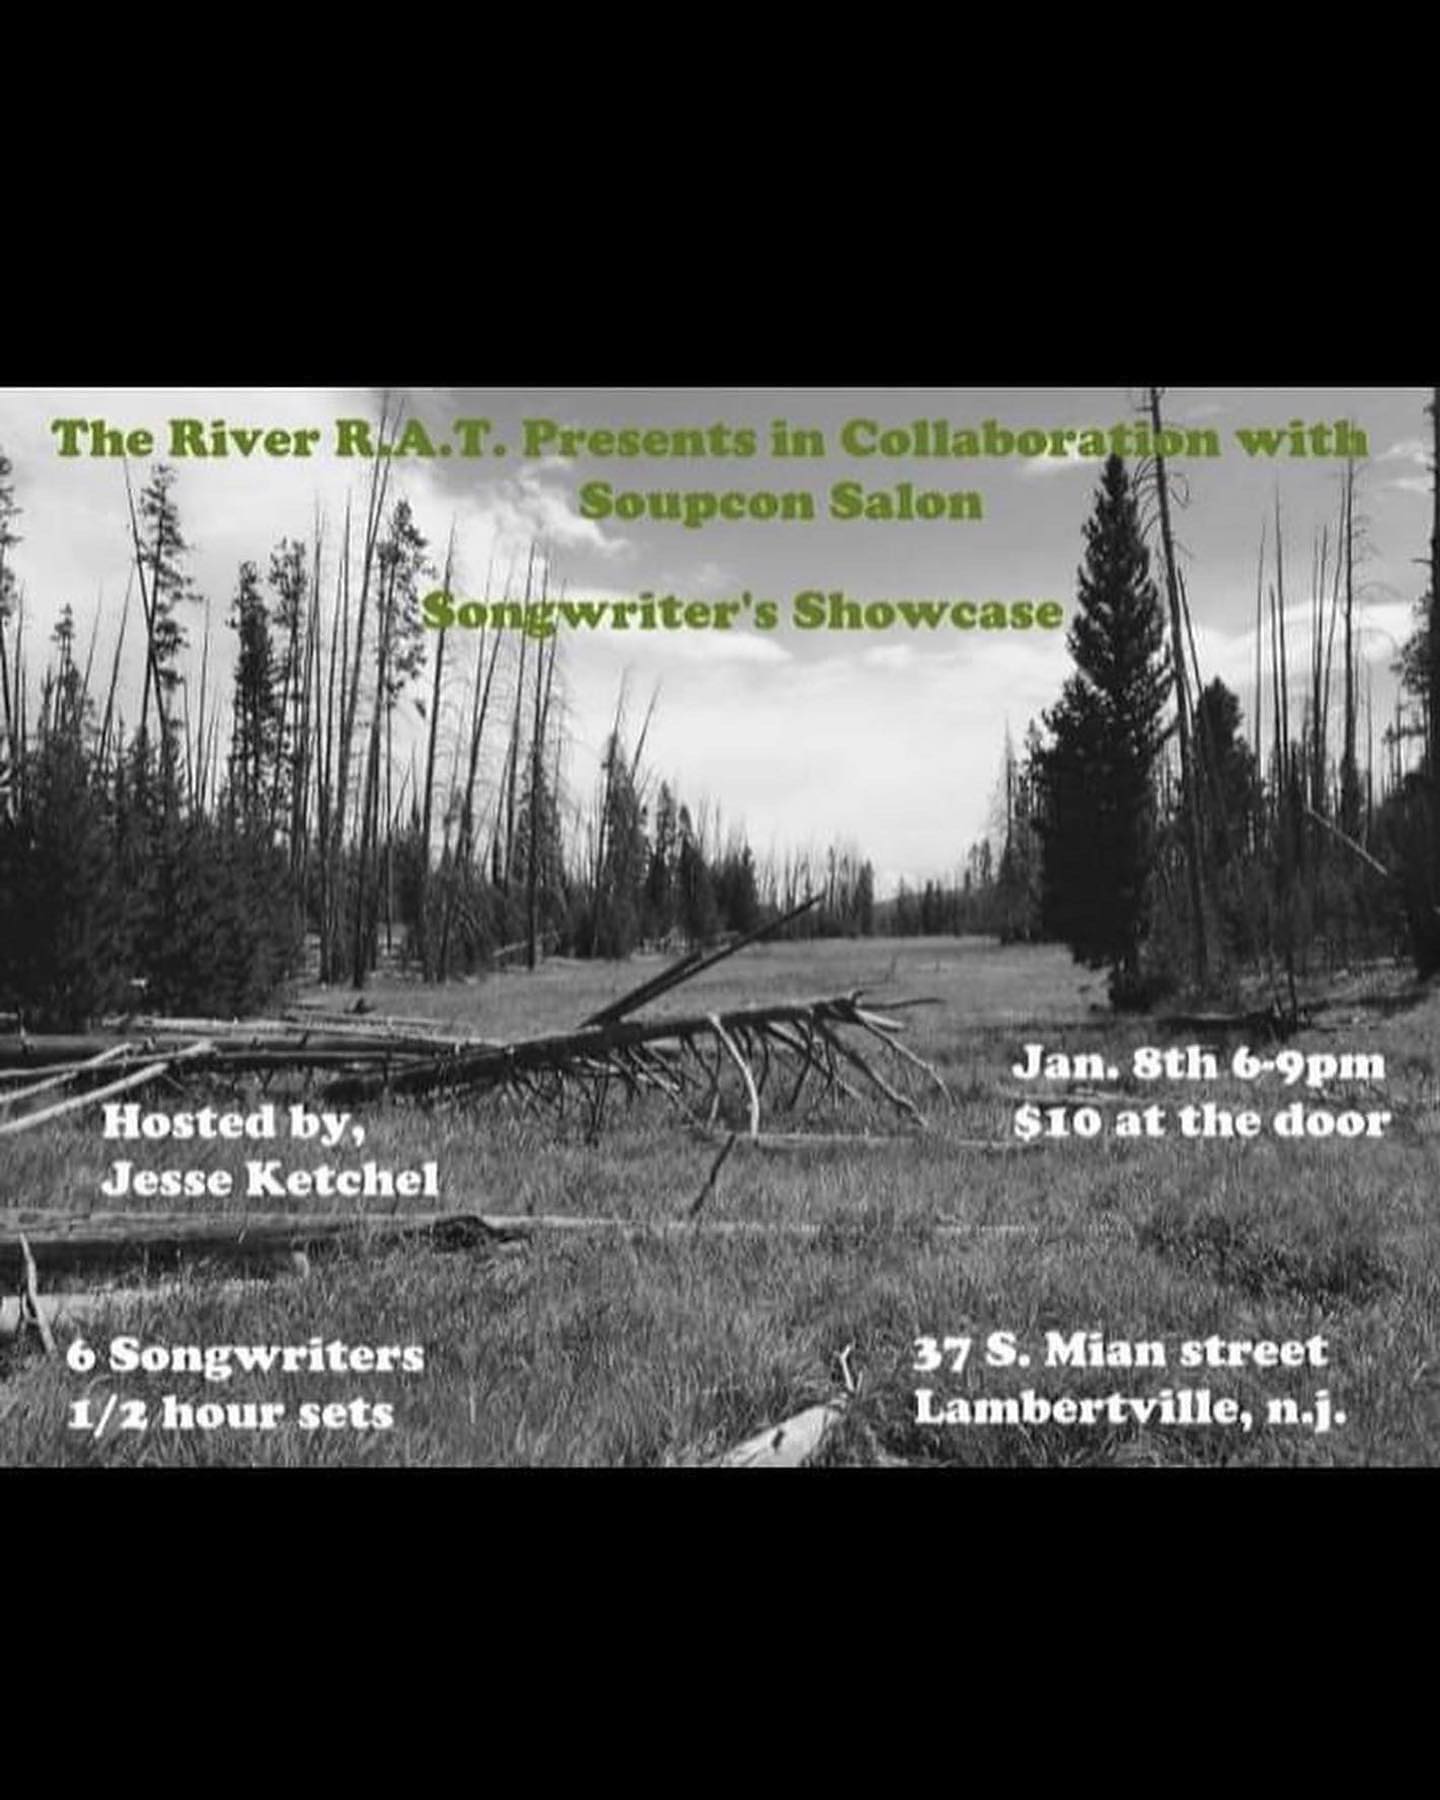 The River R.A.T. Presents in Collaboration with
Soupcon Salon
Songwriter's Showcase
Jan. 8th 6-9pm
$10 at the door
Hosted by,
Jesse Ketchel
6 Songwriters
1/2 hour sets
37 S. Mian street
Lambertville, n.j.